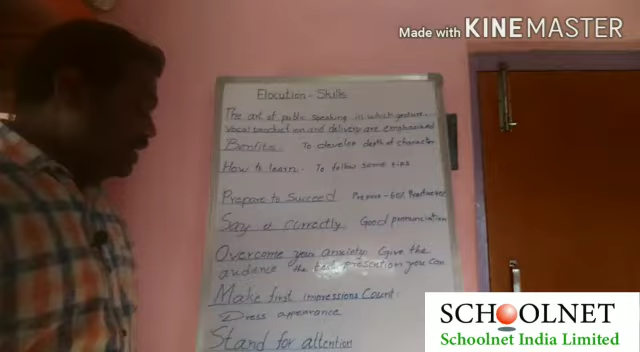 Made with KINEMASTER
Elocution - Skills
The art of public speaking in which gesture
vocal production and delivery are emphasized
Benefits To develop depth of character
How to learn - To follow some tips
Prepare to Succeed Prepare -
Say it correctly. Good pronunciation
Overcome your anxiety Give the
audience the best you can
Make first impressions Count.
Dress appearance
Stand for attention
SCHOOLNET
Schoolnet India Limited